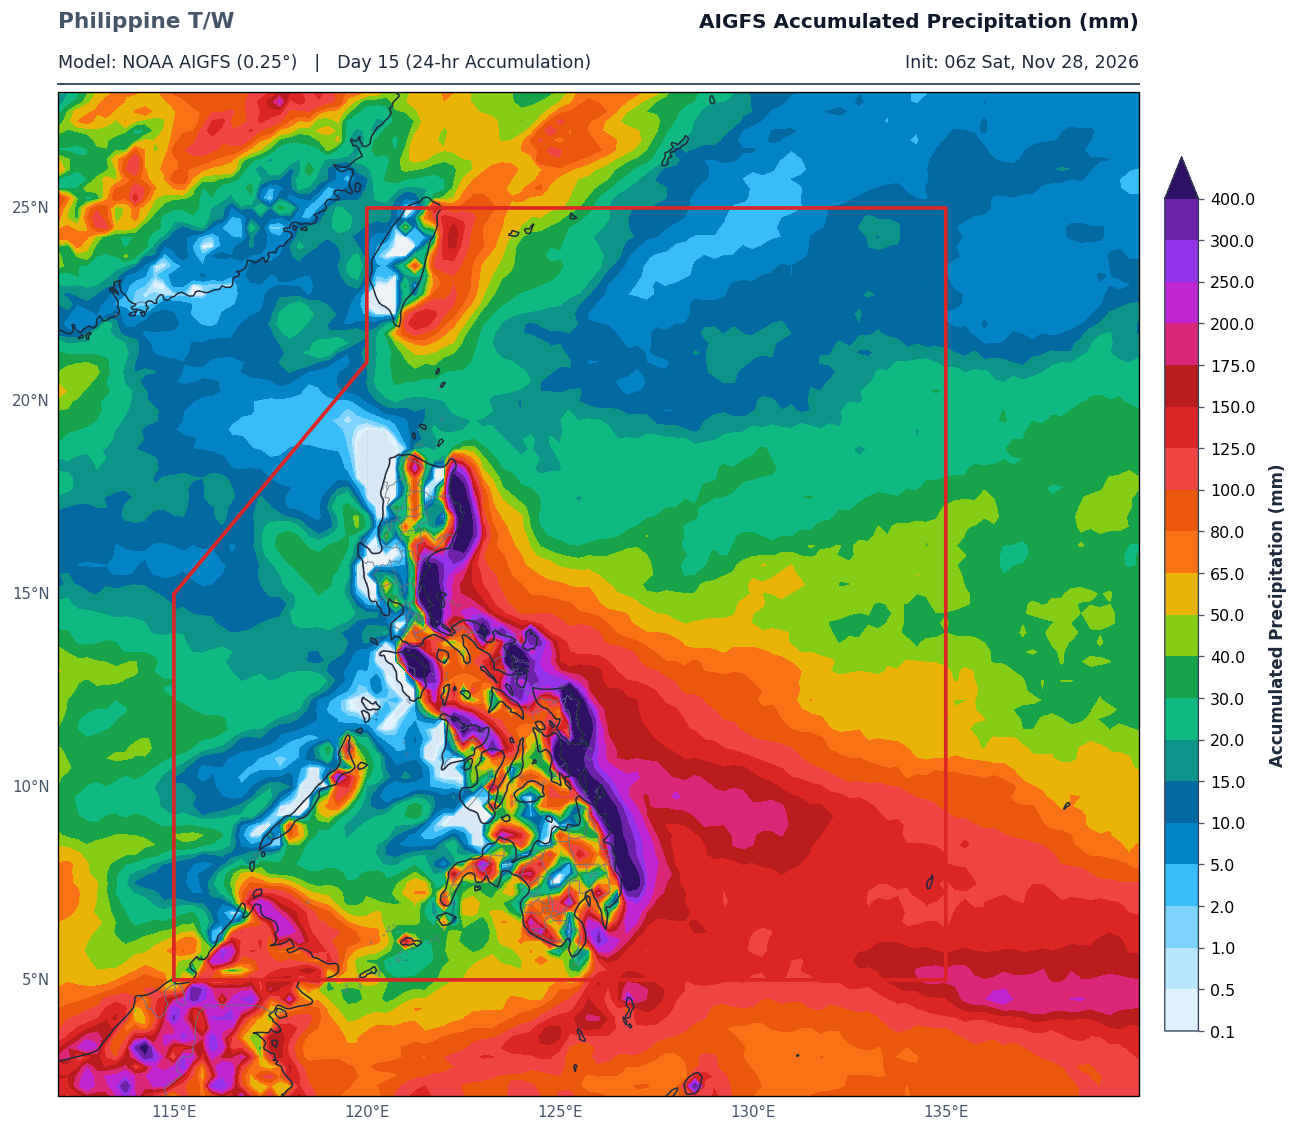 Philippine T/W
AIGFS Accumulated Precipitation (mm)
Model: NOAA AIGFS (0.25°) | Day 15 (24-hr Accumulation)
Init: 06z Sat, Nov 28, 2026
25°N
20°N
15°N
10°N
5°N
115°E
120°E
125°E
130°E
135°E
400.0
300.0
250.0
200.0
175.0
150.0
125.0
100.0
80.0
65.0
50.0
40.0
30.0
20.0
15.0
10.0
5.0
2.0
1.0
0.5
0.1
Accumulated Precipitation (mm)